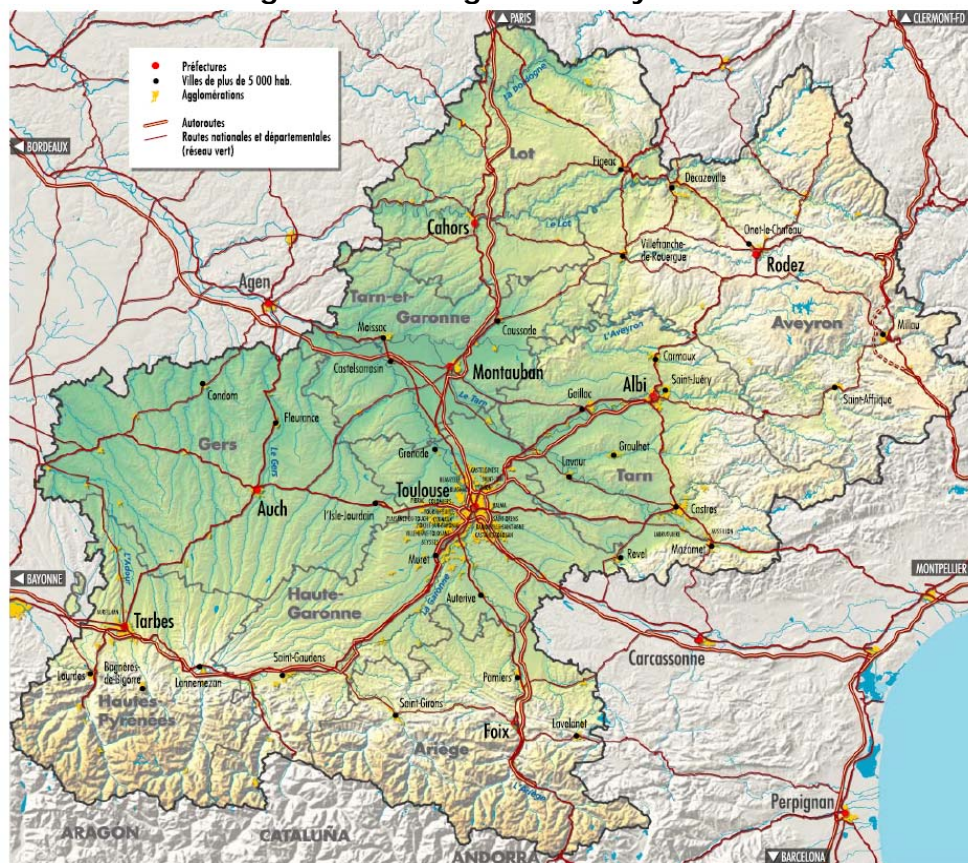 PARIS
CLERMONT-FD
Préfectures
Villes de plus de 5 000 hab.
Agglomérations
Autoroutes
Routes nationales et départementales
(réseau vert)
BORDEAUX
La Dordogne
Lot
Figeac
Decazeville
Cahors
Le Lot
Onet-le-Château
Villefranche-
de-Rouergue
Rodez
Agen
Tarn-et-
Garonne
Moissac
Caussade
L'Aveyron
Aveyron
Millau
Castelsarrasin
Montauban
Carmaux
Albi
Saint-Juéry
Condom
Fleurance
Le Tarn
Gaillac
Saint-Affrique
Gers
Le Gers
Grenade
Graulhet
Lavaur
Tarn
Toulouse
Auch
L'Isle-Jourdain
Castres
Mazamet
Revel
Muret
L'Adour
BAYONNE
MONTPELLIER
Haute-
Garonne
La Garonne
Auterive
Tarbes
Carcassonne
Saint-Gaudens
Lourdes
Bagnères-
de-Bigorre
Lannemezan
Pamiers
Hautes-
Pyrénées
Saint-Girons
Foix
Lavelanet
Ariège
L'Ariège
Perpignan
ARAGON
CATALUÑA
ANDORRA
BARCELONA